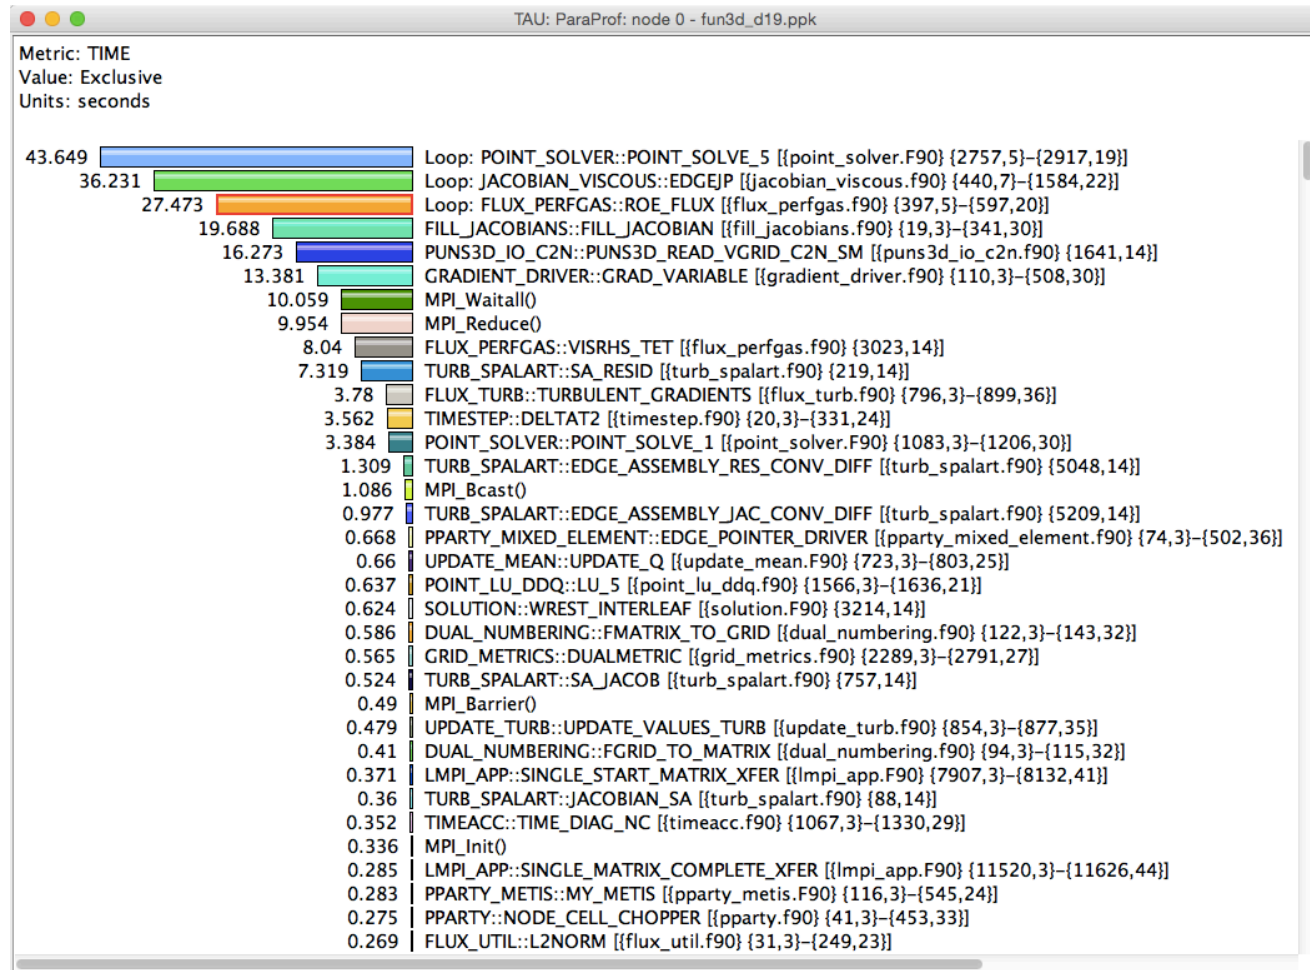 TAU: ParaProf: node 0 - fun3d_d19.ppk
Metric: TIME
Value: Exclusive
Units: seconds
43.649 Loop: POINT_SOLVER::POINT_SOLVE_5 [{point_solver.F90} {2757,5}-{2917,19}]
36.231 Loop: JACOBIAN_VISCOUS::EDGEJP [{jacobian_viscous.f90} {440,7}-{1584,22}]
27.473 Loop: FLUX_PERFGAS::ROE_FLUX [{flux_perfgas.f90} {397,5}-{597,20}]
19.688 FILL_JACOBIANS::FILL_JACOBIAN [{fill_jacobians.f90} {19,3}-{341,30}]
16.273 PUNS3D_IO_C2N::PUNS3D_READ_VGRID_C2N_SM [{puns3d_io_c2n.f90} {1641,14}]
13.381 GRADIENT_DRIVER::GRAD_VARIABLE [{gradient_driver.f90} {110,3}-{508,30}]
10.059 MPI_Waitall()
9.954 MPI_Reduce()
8.04 FLUX_PERFGAS::VISRHS_TET [{flux_perfgas.f90} {3023,14}]
7.319 TURB_SPALART::SA_RESID [{turb_spalart.f90} {219,14}]
3.78 FLUX_TURB::TURBULENT_GRADIENTS [{flux_turb.f90} {796,3}-{899,36}]
3.562 TIMESTEP::DELTAT2 [{timestep.f90} {20,3}-{331,24}]
3.384 POINT_SOLVER::POINT_SOLVE_1 [{point_solver.F90} {1083,3}-{1206,30}]
1.309 TURB_SPALART::EDGE_ASSEMBLY_RES_CONV_DIFF [{turb_spalart.f90} {5048,14}]
1.086 MPI_Bcast()
0.977 TURB_SPALART::EDGE_ASSEMBLY_JAC_CONV_DIFF [{turb_spalart.f90} {5209,14}]
0.668 PPARTY_MIXED_ELEMENT::EDGE_POINTER_DRIVER [{pparty_mixed_element.f90} {74,3}-{502,36}]
0.66 UPDATE_MEAN::UPDATE_Q [{update_mean.F90} {723,3}-{803,25}]
0.637 POINT_LU_DDQ::LU_5 [{point_lu_ddq.f90} {1566,3}-{1636,21}]
0.624 SOLUTION::WREST_INTERLEAF [{solution.F90} {3214,14}]
0.586 DUAL_NUMBERING::FMATRIX_TO_GRID [{dual_numbering.f90} {122,3}-{143,32}]
0.565 GRID_METRICS::DUALMETRIC [{grid_metrics.f90} {2289,3}-{2791,27}]
0.524 TURB_SPALART::SA_JACOB [{turb_spalart.f90} {757,14}]
0.49 MPI_Barrier()
0.479 UPDATE_TURB::UPDATE_VALUES_TURB [{update_turb.f90} {854,3}-{877,35}]
0.41 DUAL_NUMBERING::FGRID_TO_MATRIX [{dual_numbering.f90} {94,3}-{115,32}]
0.371 LMPI_APP::SINGLE_START_MATRIX_XFER [{lmpi_app.F90} {7907,3}-{8132,41}]
0.36 TURB_SPALART::JACOBIAN_SA [{turb_spalart.f90} {88,14}]
0.352 TIMEACC::TIME_DIAG_NC [{timeacc.f90} {1067,3}-{1330,29}]
0.336 MPI_Init()
0.285 LMPI_APP::SINGLE_MATRIX_COMPLETE_XFER [{lmpi_app.F90} {11520,3}-{11626,44}]
0.283 PPARTY_METIS::MY_METIS [{pparty_metis.F90} {116,3}-{545,24}]
0.275 PPARTY::NODE_CELL_CHOPPER [{pparty.f90} {41,3}-{453,33}]
0.269 FLUX_UTIL::L2NORM [{flux_util.f90} {31,3}-{249,23}]